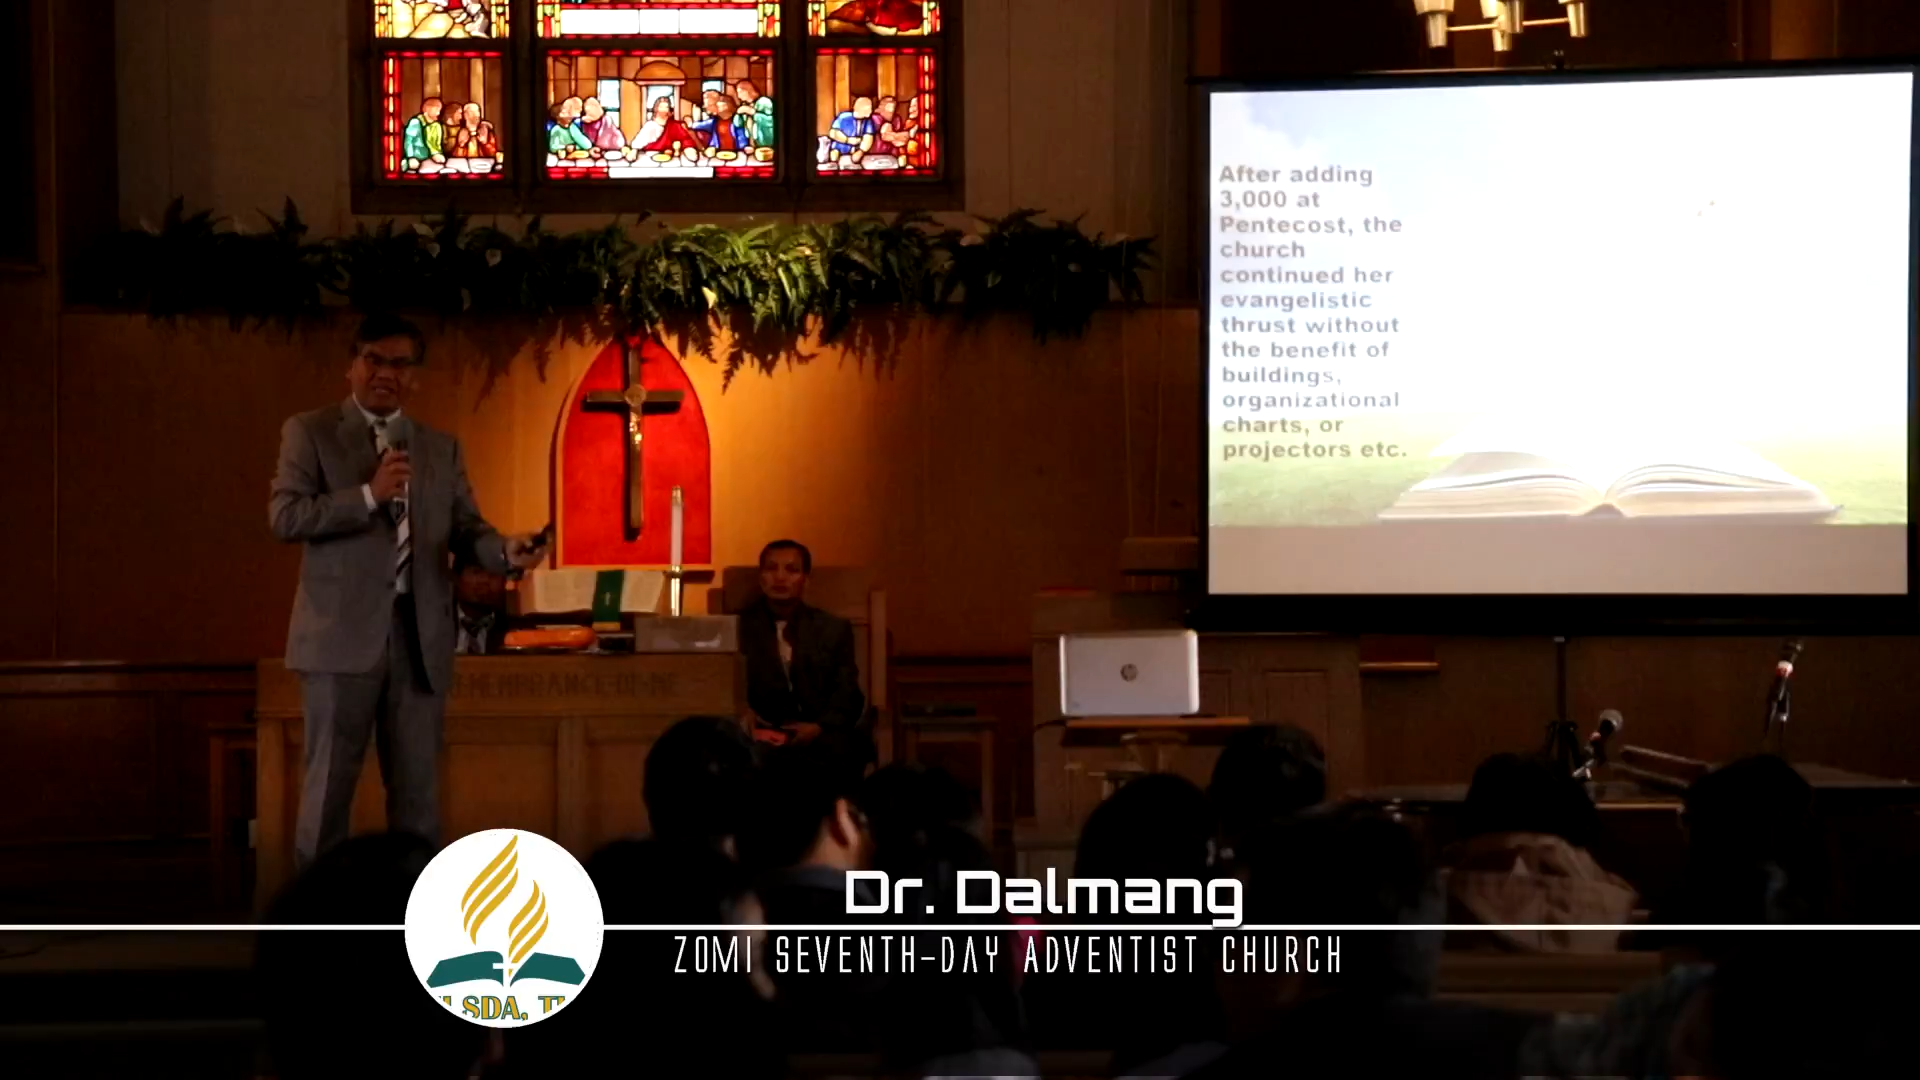 After adding
3,000 at
Pentecost, the
church
continued her
evangelistic
thrust without
the benefit of
buildings,
organizational
charts, or
projectors etc.
Dr. Dalmang
ZOMI SEVENTH-DAY ADVENTIST CHURCH
SDA,